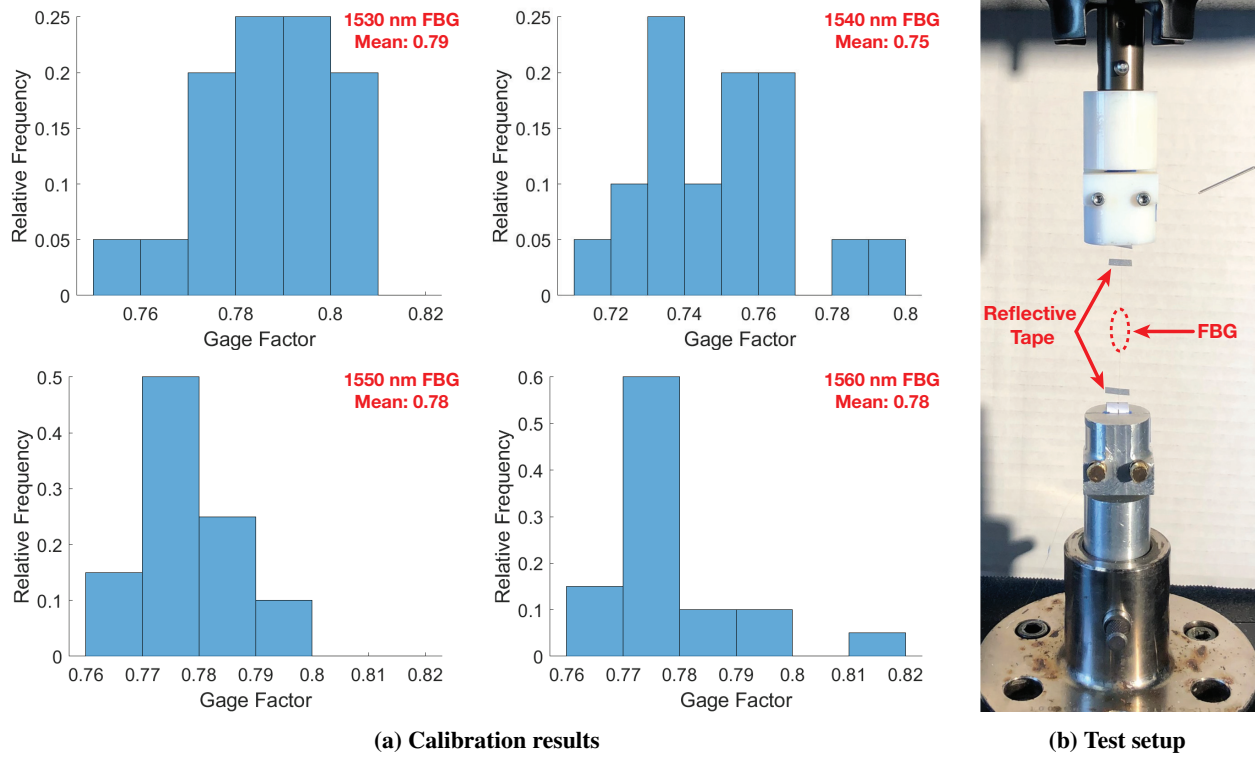 1530 nm FBG
Mean: 0.79
Relative Frequency
0.25
0.2
0.15
0.1
0.05
0
0.76
0.78
0.8
0.82
Gage Factor
1540 nm FBG
Mean: 0.75
Relative Frequency
0.25
0.2
0.15
0.1
0.05
0
0.72
0.74
0.76
0.78
0.8
Gage Factor
1550 nm FBG
Mean: 0.78
Relative Frequency
0.5
0.4
0.3
0.2
0.1
0
0.76
0.77
0.78
0.79
0.8
0.81
0.82
Gage Factor
1560 nm FBG
Mean: 0.78
Relative Frequency
0.6
0.5
0.4
0.3
0.2
0.1
0
0.76
0.77
0.78
0.79
0.8
0.81
0.82
Gage Factor
(a) Calibration results
Reflective
Tape
FBG
(b) Test setup